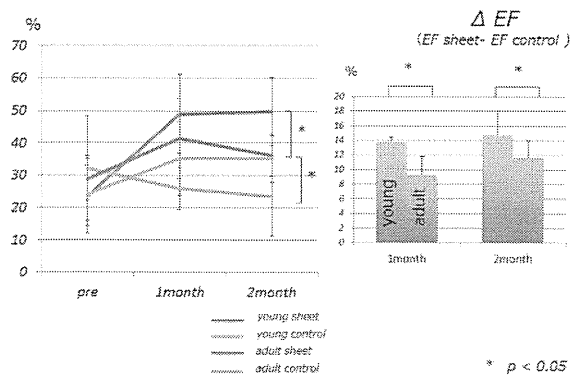 %
70
60
50
40
30
20
10
0
pre 1month 2month
*
*
young sheet
young control
adult sheet
adult control
Δ EF
(EF sheet- EF control)
%
*
*
20
18
16
14
12
10
8
6
4
2
0
young
adult
1month 2month
* p < 0.05